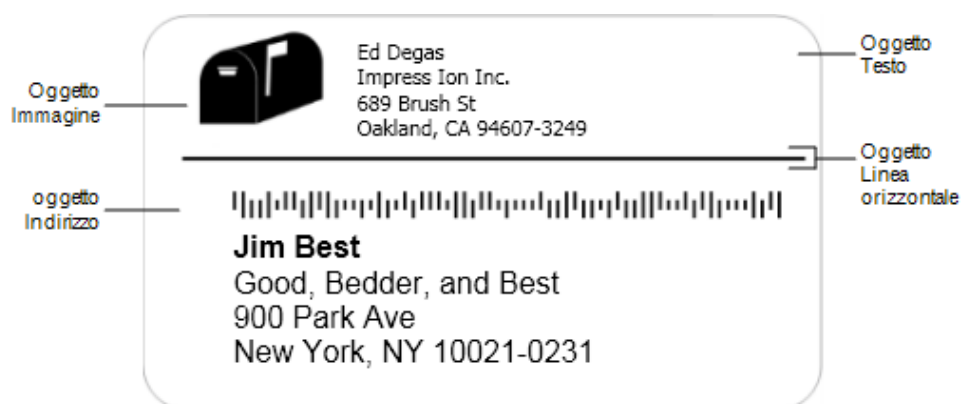 Oggetto
Immagine
Ed Degas
Impress Ion Inc.
689 Brush St
Oakland, CA 94607-3249
Oggetto
Testo
Oggetto
Linea
orizzontale
oggetto
Indirizzo
Jim Best
Good, Bedder, and Best
900 Park Ave
New York, NY 10021-0231